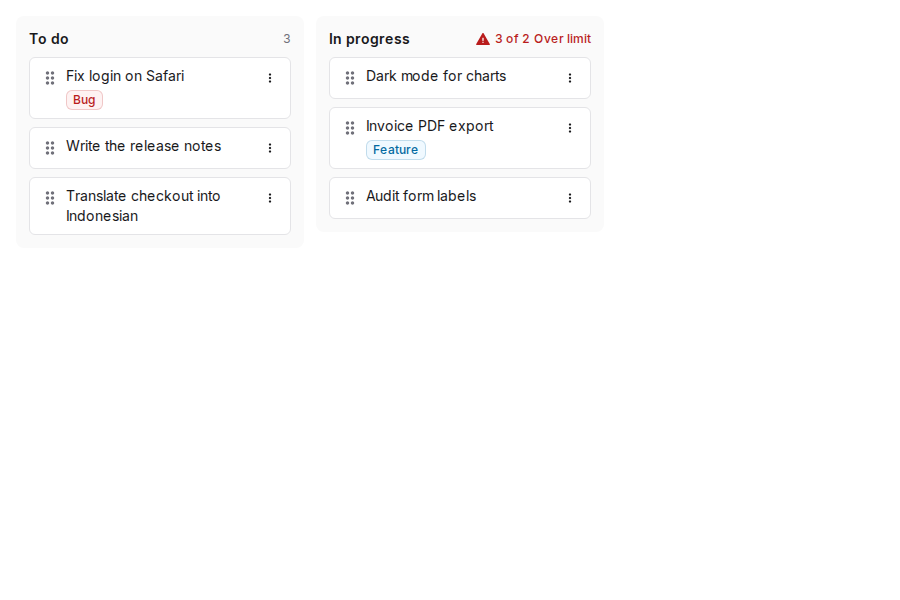 To do
3
Fix login on Safari
Bug
Write the release notes
Translate checkout into
Indonesian
In progress
3 of 2 Over limit
Dark mode for charts
Invoice PDF export
Feature
Audit form labels